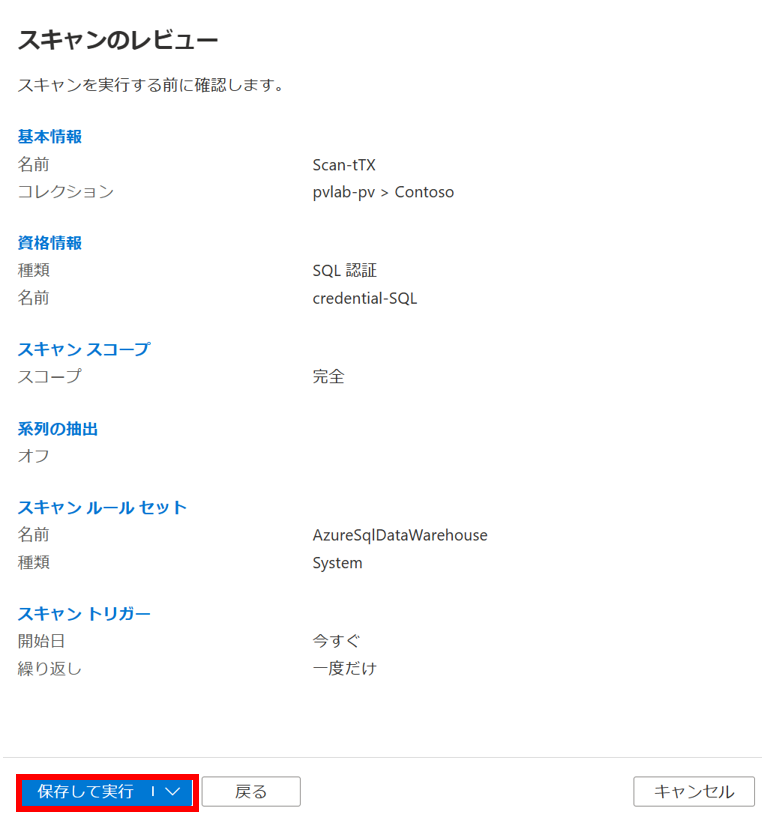 スキャンのレビュー
スキャンを実行する前に確認します。
基本情報
名前 Scan-tTX
コレクション pvlab-pv > Contoso
資格情報
種類 SQL 認証
名前 credential-SQL
スキャン スコープ
スコープ 完全
系列の抽出
オフ
スキャン ルール セット
名前 AzureSqlDataWarehouse
種類 System
スキャン トリガー
開始日 今すぐ
繰り返し 一度だけ
保存して実行 戻る キャンセル